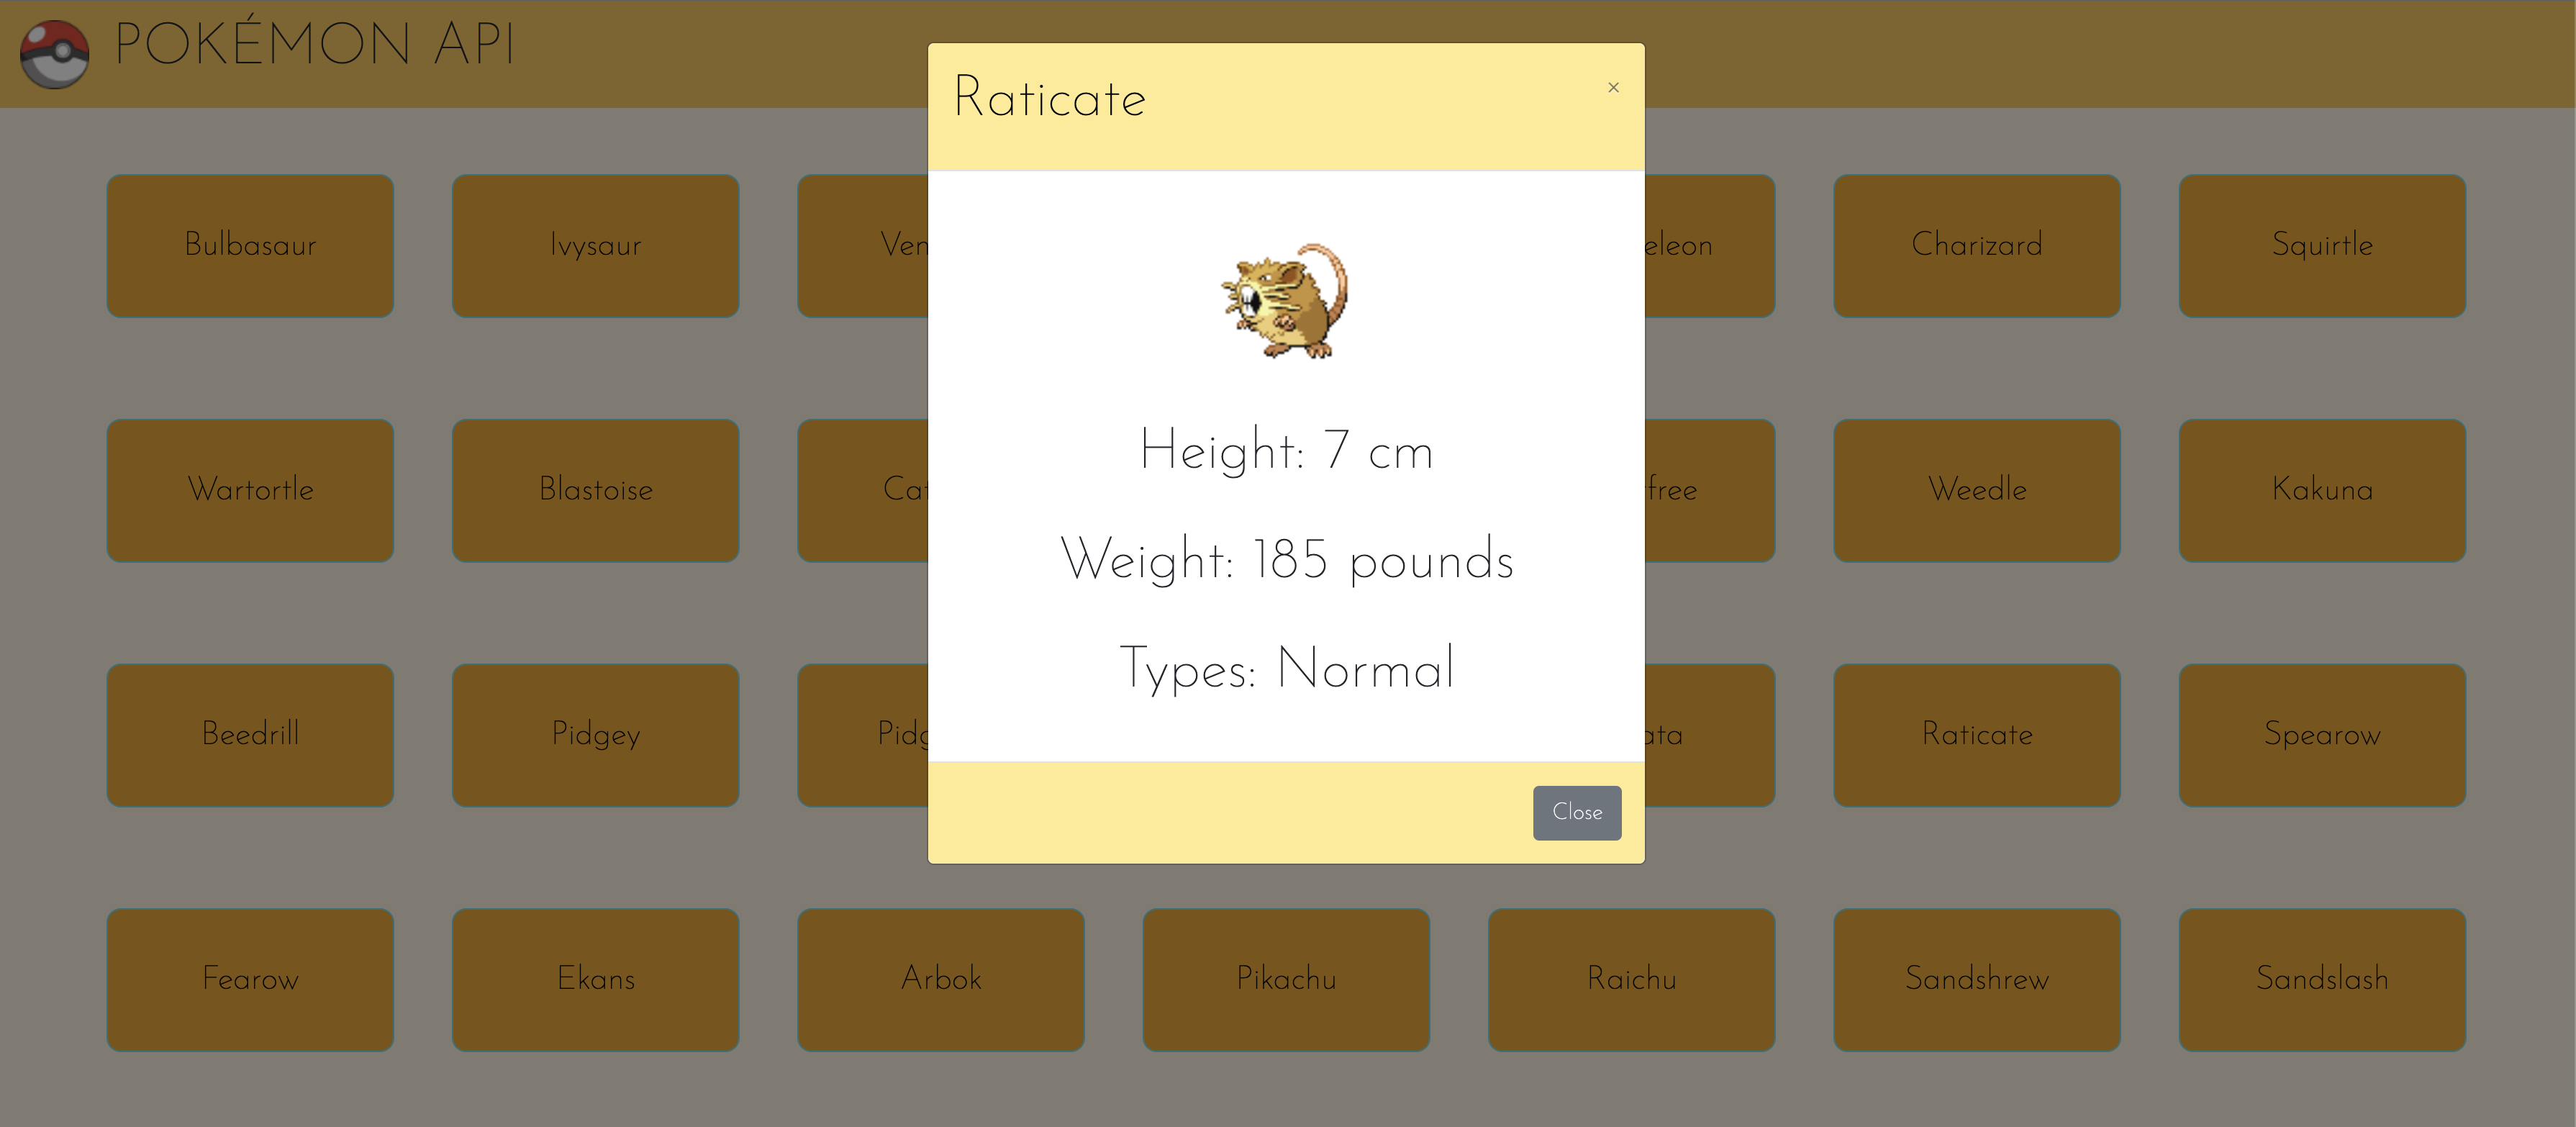 POKÉMON API
Raticate
×
Height: 7 cm
Weight: 185 pounds
Types: Normal
Close
Bulbasaur
Ivysaur
Ven
eleon
Charizard
Squirtle
Wartortle
Blastoise
Cat
free
Weedle
Kakuna
Beedrill
Pidgey
Pidg
ata
Raticate
Spearow
Fearow
Ekans
Arbok
Pikachu
Raichu
Sandshrew
Sandslash